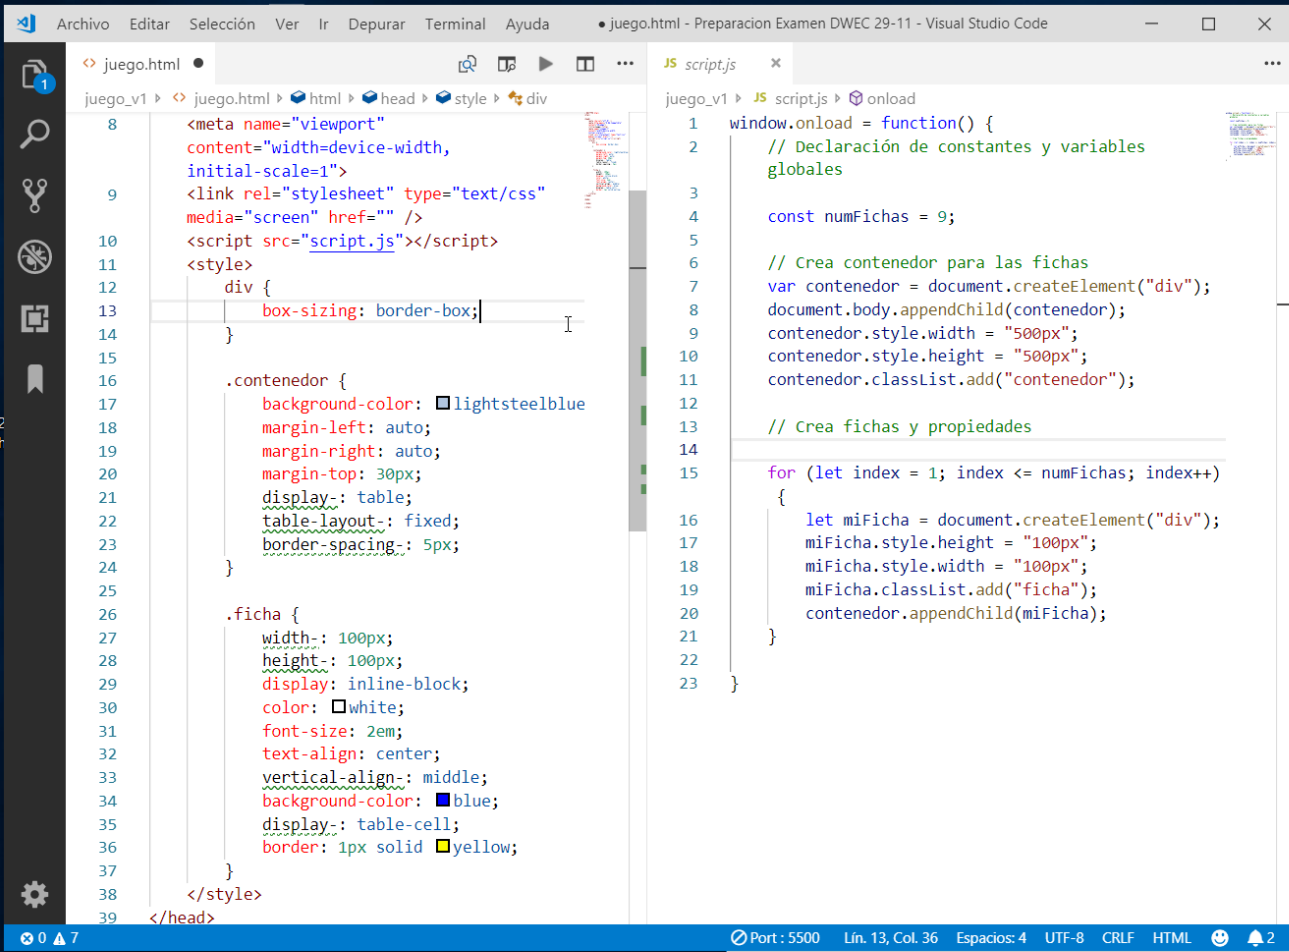 Archivo Editar Selección Ver Ir Depurar Terminal Ayuda ● juego.html - Preparacion Examen DWEC 29-11 - Visual Studio Code
1
<> juego.html ●
juego_v1 <> juego.html html head style div
8 <meta name="viewport"
content="width=device-width,
initial-scale=1">
9 <link rel="stylesheet" type="text/css"
media="screen" href="" />
10 <script src="script.js"></script>
11 <style>
12 div {
13 box-sizing: border-box;
14 }
15
16 .contenedor {
17 background-color: lightsteelblue
18 margin-left: auto;
19 margin-right: auto;
20 margin-top: 30px;
21 display-: table;
22 table-layout-: fixed;
23 border-spacing-: 5px;
24 }
25
26 .ficha {
27 width-: 100px;
28 height-: 100px;
29 display: inline-block;
30 color: white;
31 font-size: 2em;
32 text-align: center;
33 vertical-align-: middle;
34 background-color: blue;
35 display-: table-cell;
36 border: 1px solid yellow;
37 }
38 </style>
39 </head>
JS script.js ×
juego_v1 JS script.js onload
1 window.onload = function() {
2 // Declaración de constantes y variables
globales
3
4 const numFichas = 9;
5
6 // Crea contenedor para las fichas
7 var contenedor = document.createElement("div");
8 document.body.appendChild(contenedor);
9 contenedor.style.width = "500px";
10 contenedor.style.height = "500px";
11 contenedor.classList.add("contenedor");
12
13 // Crea fichas y propiedades
14
15 for (let index = 1; index <= numFichas; index++)
{
16 let miFicha = document.createElement("div");
17 miFicha.style.height = "100px";
18 miFicha.style.width = "100px";
19 miFicha.classList.add("ficha");
20 contenedor.appendChild(miFicha);
21 }
22
23 }
0 7 Port : 5500 Lín. 13, Col. 36 Espacios: 4 UTF-8 CRLF HTML 2